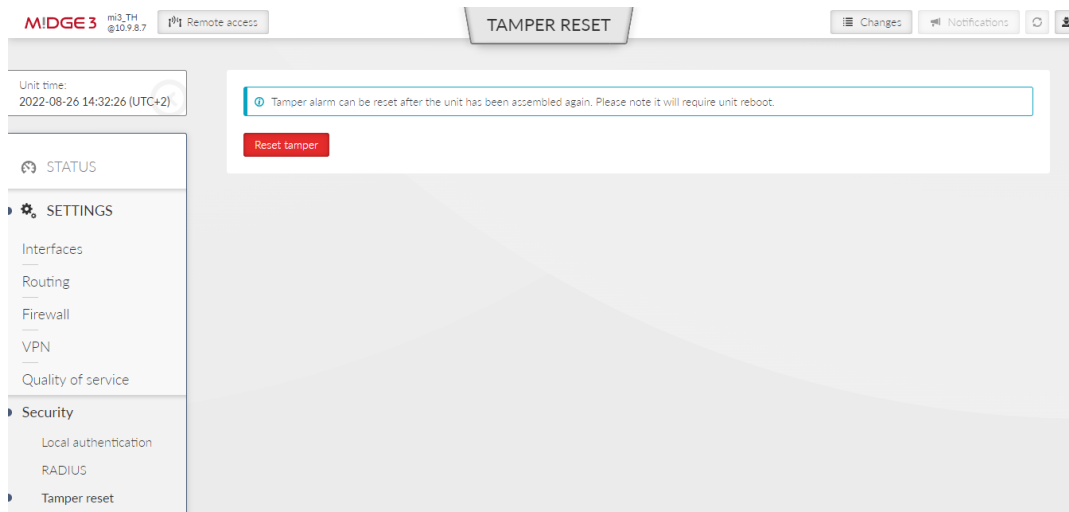 M!DGE3
mi3_TH
@10.9.8.7
Remote access
TAMPER RESET
Changes
Notifications
Unit time:
2022-08-26 14:32:26 (UTC+2)
Tamper alarm can be reset after the unit has been assembled again. Please note it will require unit reboot.
Reset tamper
STATUS
SETTINGS
Interfaces
Routing
Firewall
VPN
Quality of service
Security
Local authentication
RADIUS
Tamper reset